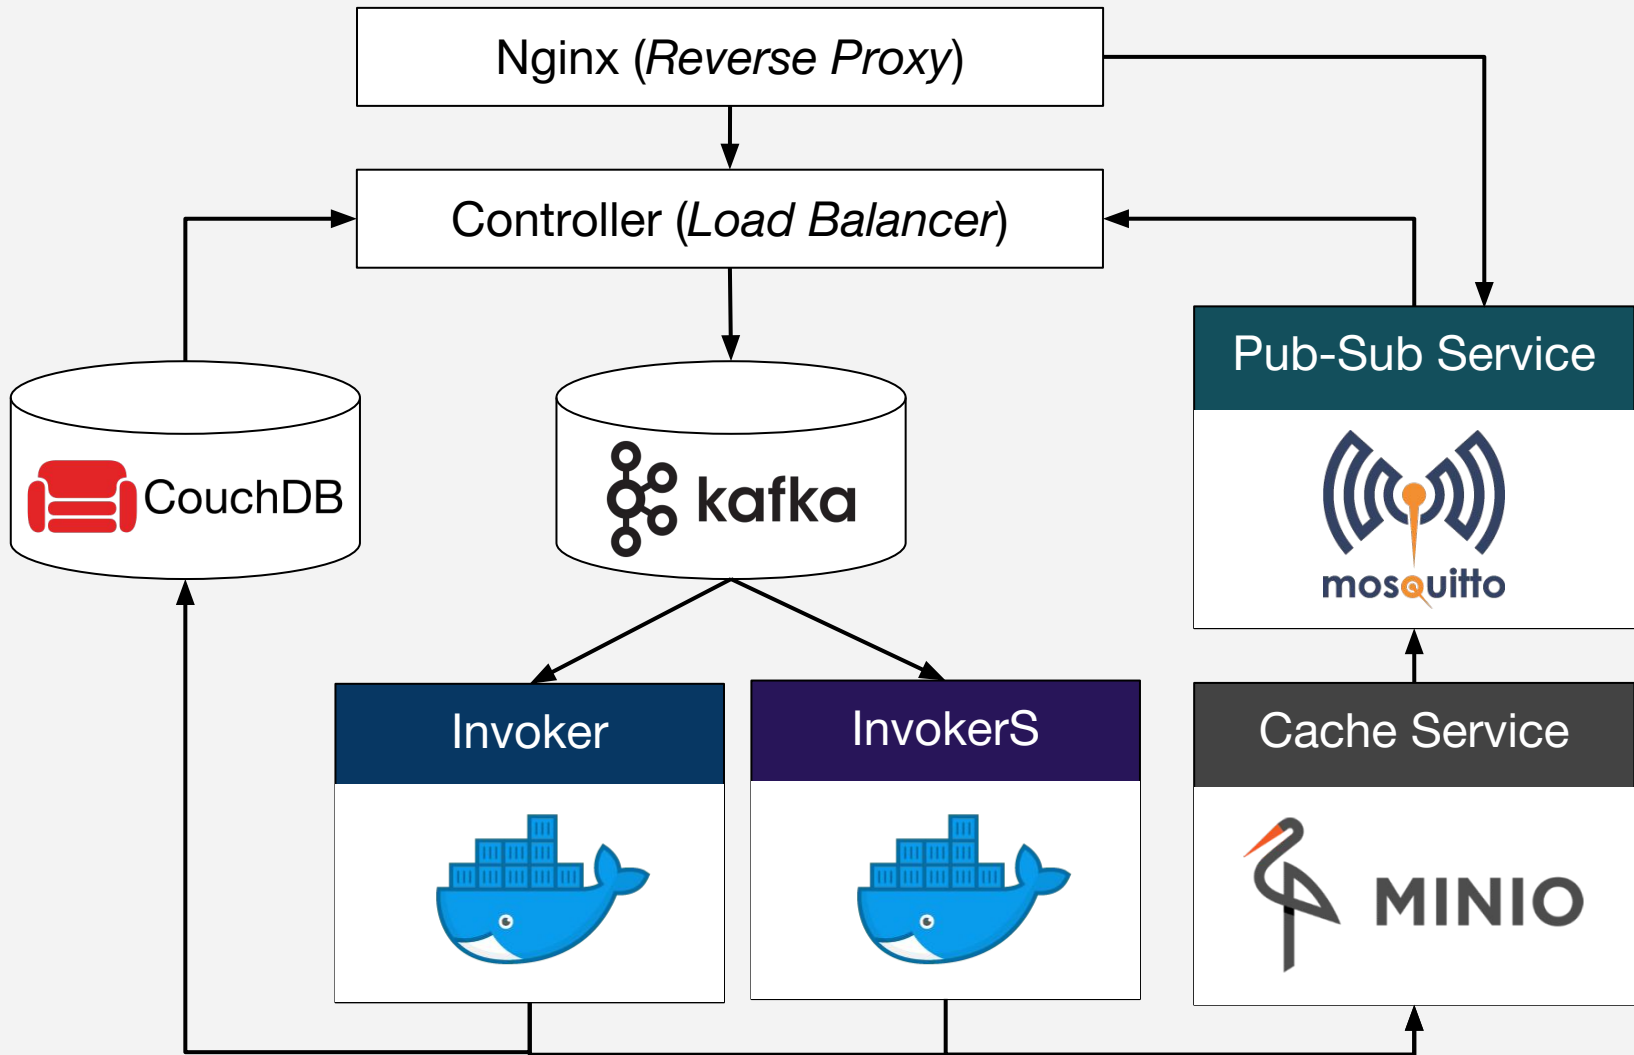 Nginx (Reverse Proxy)
Controller (Load Balancer)
Pub-Sub Service
CouchDB
kafka
mosquitto
Invoker
InvokerS
Cache Service
MINIO